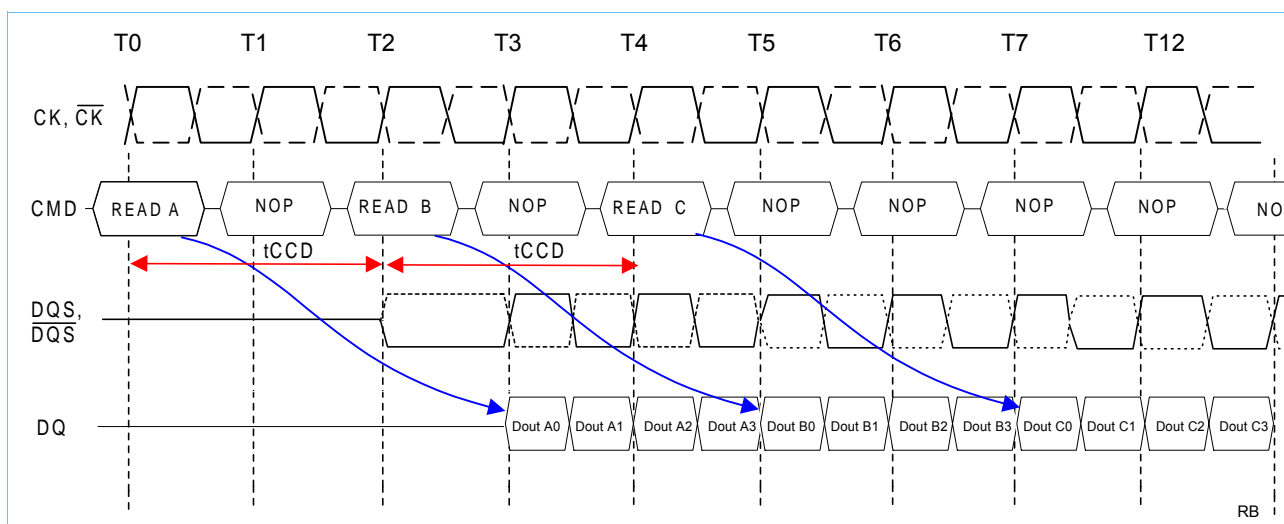 T0 T1 T2 T3 T4 T5 T6 T7 T12
CK, CK
CMD READ A NOP READ B NOP READ C NOP NOP NOP NOP NO
tCCD tCCD
DQS,
DQS
DQ Dout A0 Dout A1 Dout A2 Dout A3 Dout B0 Dout B1 Dout B2 Dout B3 Dout C0 Dout C1 Dout C2 Dout C3
RB